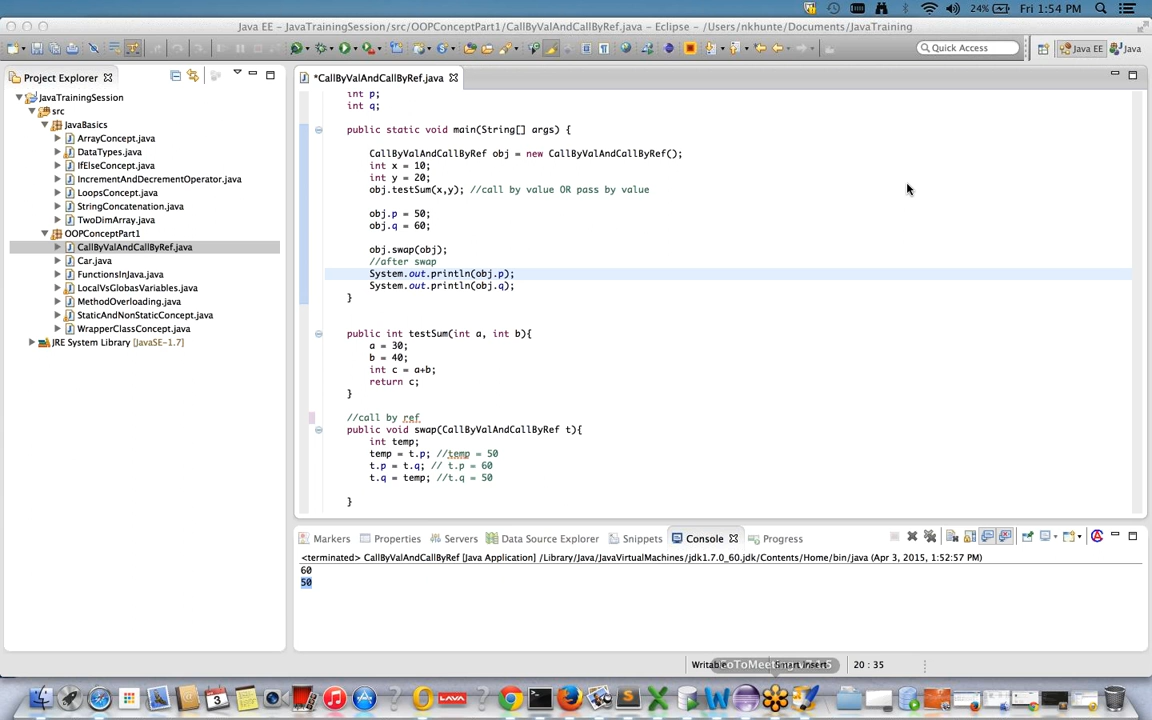 24% Fri 1:54 PM
Java EE - JavaTrainingSession/src/OOPConceptPart1/CallByValAndCallByRef.java - Eclipse - /Users/nkhunte/Documents/JavaTraining
Quick Access
Java EE
Java
Project Explorer
*CallByValAndCallByRef.java
JavaTrainingSession
src
JavaBasics
ArrayConcept.java
DataTypes.java
IfElseConcept.java
IncrementAndDecrementOperator.java
LoopsConcept.java
StringConcatenation.java
TwoDimArray.java
OOPConceptPart1
CallByValAndCallByRef.java
Car.java
FunctionsInJava.java
LocalVsGlobasVariables.java
MethodOverloading.java
StaticAndNonStaticConcept.java
WrapperClassConcept.java
JRE System Library [JavaSE-1.7]
int p;
int q;
public static void main(String[] args) {
CallByValAndCallByRef obj = new CallByValAndCallByRef();
int x = 10;
int y = 20;
obj.testSum(x,y); //call by value OR pass by value
obj.p = 50;
obj.q = 60;
obj.swap(obj);
//after swap
System.out.println(obj.p);
System.out.println(obj.q);
}
public int testSum(int a, int b){
a = 30;
b = 40;
int c = a+b;
return c;
}
//call by ref
public void swap(CallByValAndCallByRef t){
int temp;
temp = t.p; //temp = 50
t.p = t.q; // t.p = 60
t.q = temp; //t.q = 50
}
Markers Properties Servers Data Source Explorer Snippets Console Progress
<terminated> CallByValAndCallByRef [Java Application] /Library/Java/JavaVirtualMachines/jdk1.7.0_60.jdk/Contents/Home/bin/java (Apr 3, 2015, 1:52:57 PM)
60
50
Writable
Smart Insert
20 : 35
3
LAVA